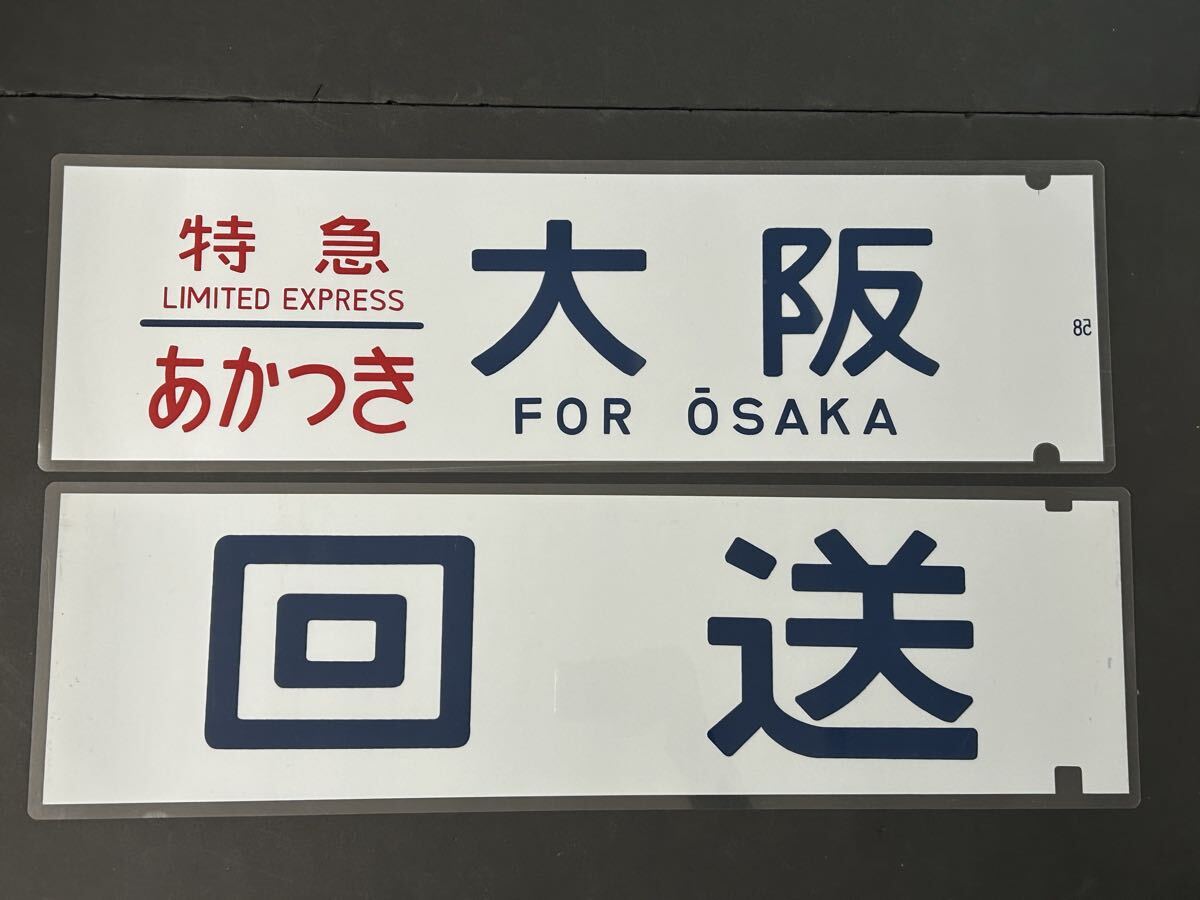 特急
LIMITED EXPRESS
あかつき
大阪
FOR ŌSAKA
58
回送